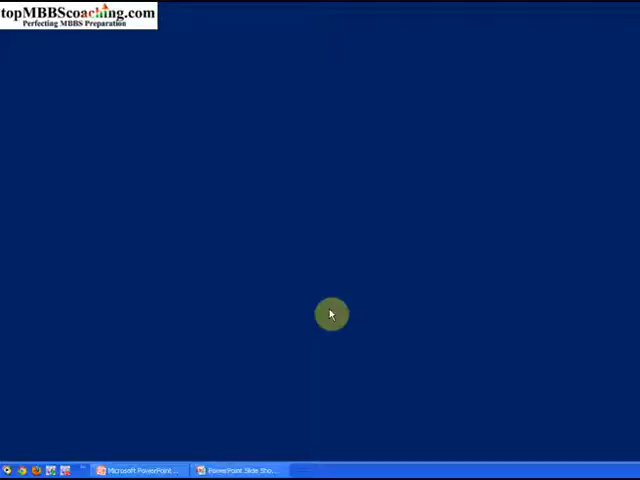 topMBBScoaching.com
Perfecting MBBS Preparation
Microsoft PowerPoint ...
PowerPoint Slide Sho...